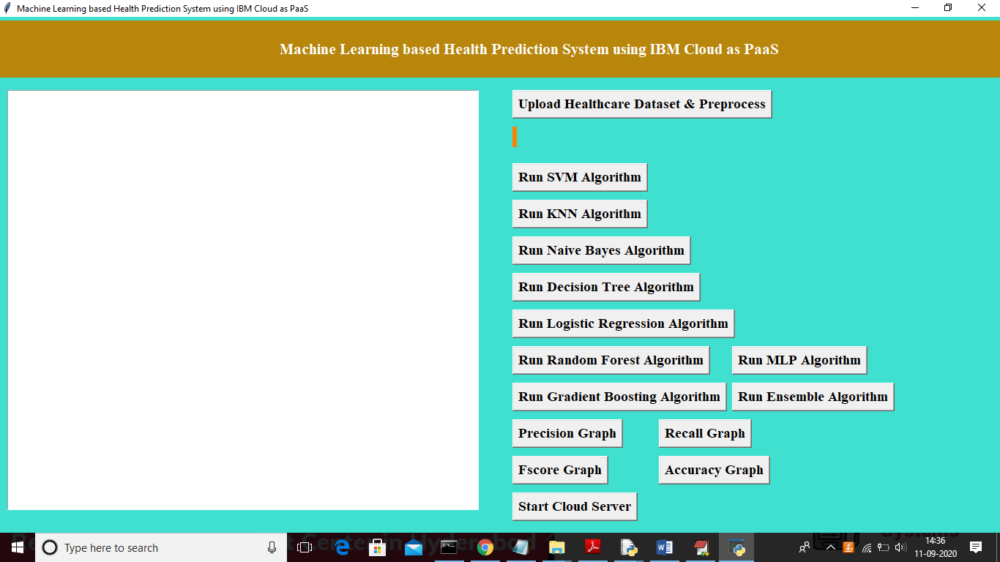 Machine Learning based Health Prediction System using IBM Cloud as PaaS
Machine Learning based Health Prediction System using IBM Cloud as PaaS
Upload Healthcare Dataset & Preprocess
Run SVM Algorithm
Run KNN Algorithm
Run Naive Bayes Algorithm
Run Decision Tree Algorithm
Run Logistic Regression Algorithm
Run Random Forest Algorithm
Run MLP Algorithm
Run Gradient Boosting Algorithm
Run Ensemble Algorithm
Precision Graph
Recall Graph
Fscore Graph
Accuracy Graph
Start Cloud Server
Type here to search
Systems
14:36
11-09-2020